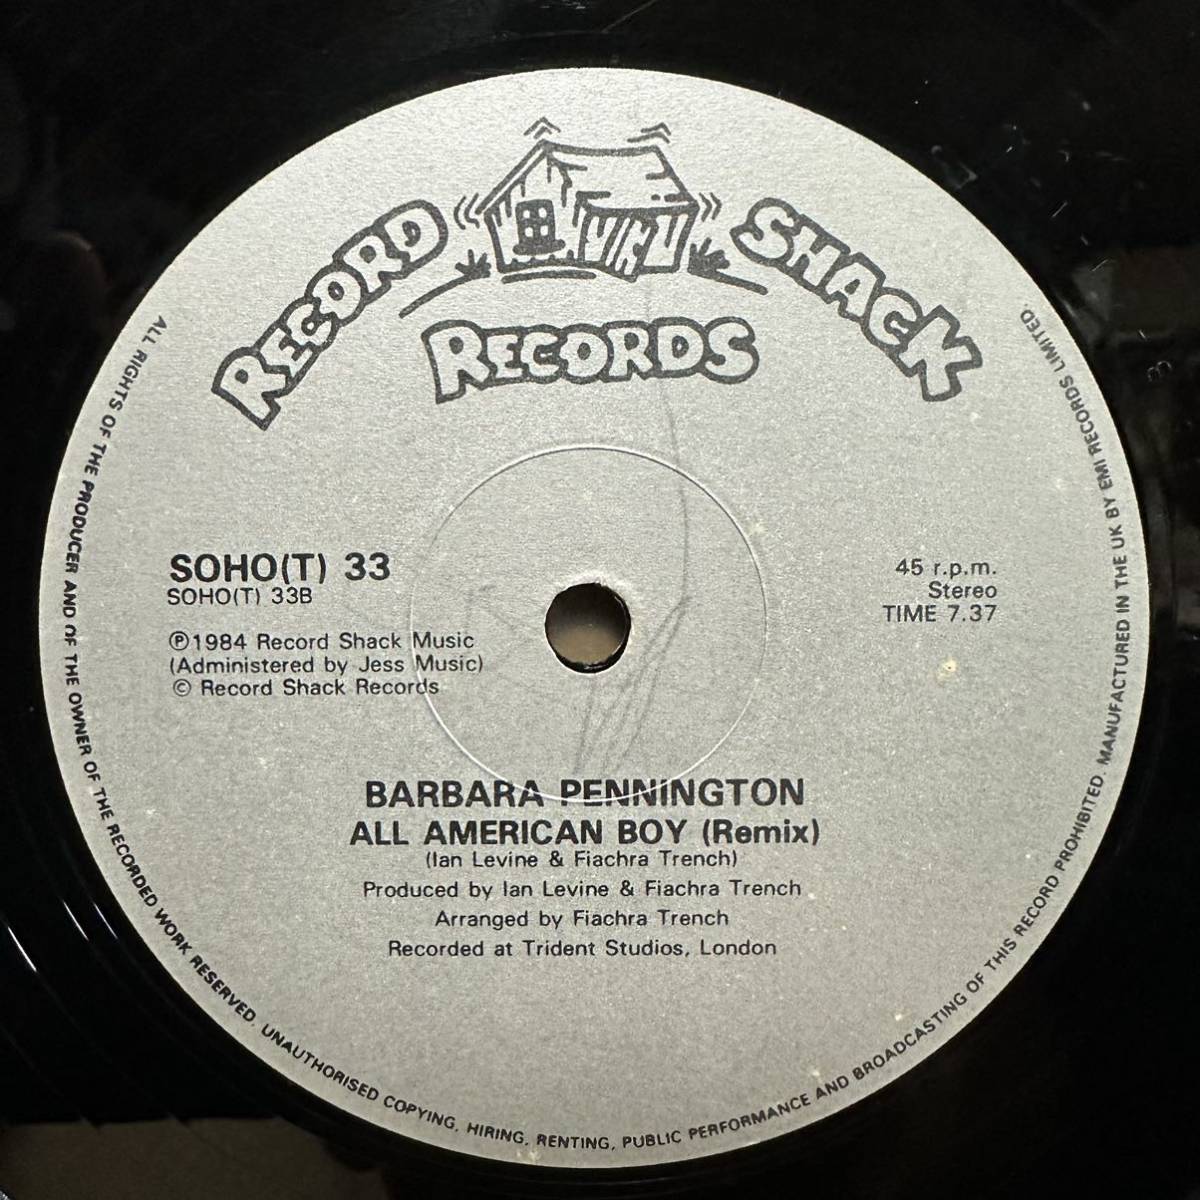 RECORD SHACK
RECORDS
SOHO(T) 33
SOHO(T) 33B
Ⓟ1984 Record Shack Music
(Administered by Jess Music)
© Record Shack Records
45 r.p.m.
Stereo
TIME 7.37
BARBARA PENNINGTON
ALL AMERICAN BOY (Remix)
(Ian Levine & Fiachra Trench)
Produced by Ian Levine & Fiachra Trench
Arranged by Fiachra Trench
Recorded at Trident Studios, London
ALL RIGHTS OF THE PRODUCER AND OF THE OWNER OF THE RECORDED WORK RESERVED. UNAUTHORISED COPYING, HIRING, RENTING, PUBLIC PERFORMANCE AND BROADCASTING OF THIS RECORD PROHIBITED. MANUFACTURED IN THE UK BY EMI RECORDS LIMITED.